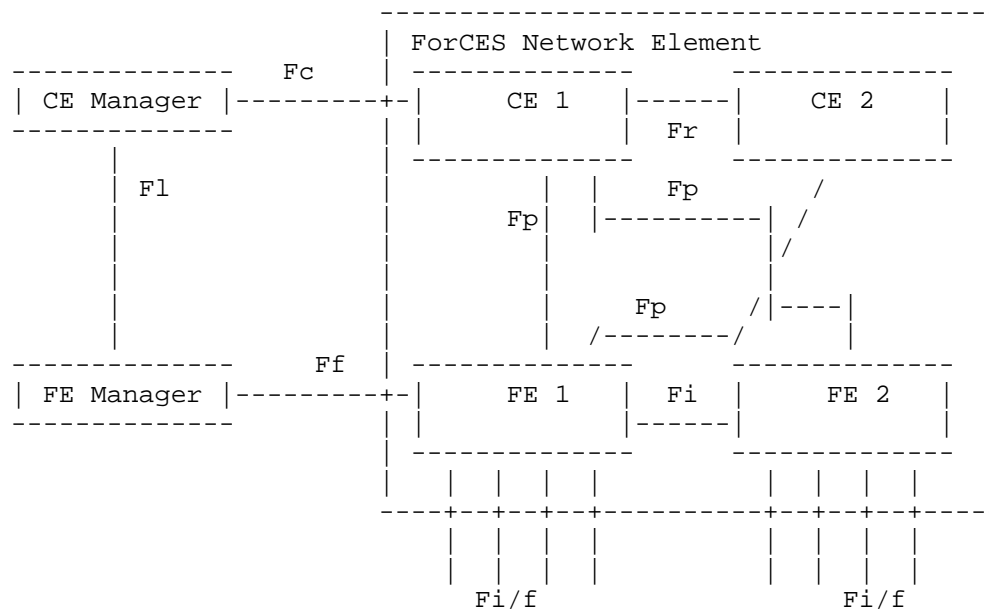 ForCES Network Element
Fc
CE Manager CE 1 CE 2
Fr
Fl Fp
Fp
Fp
Ff
FE Manager FE 1 Fi FE 2
Fi/f Fi/f